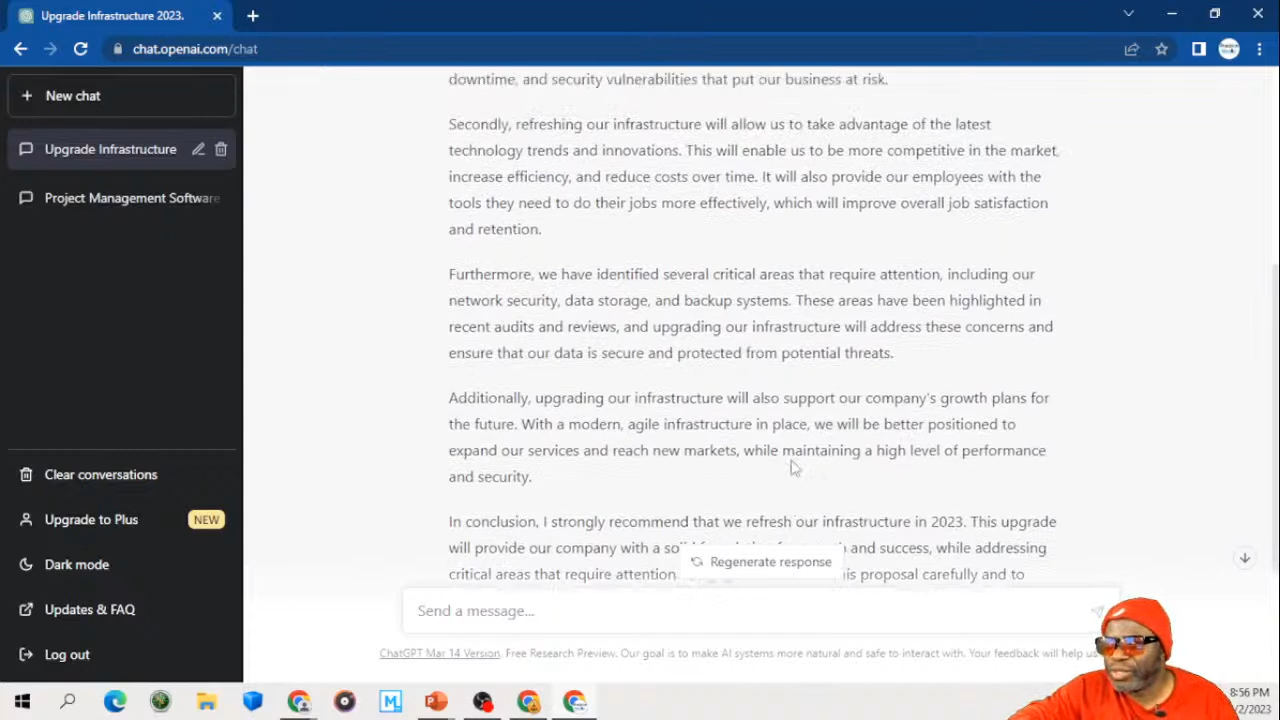 Upgrade Infrastructure 2023.
chat.openai.com/chat
New chat
Upgrade Infrastructure
Project Management Software
Clear conversations
Upgrade to Plus
NEW
Dark mode
Updates & FAQ
Log out
downtime, and security vulnerabilities that put our business at risk.
Secondly, refreshing our infrastructure will allow us to take advantage of the latest
technology trends and innovations. This will enable us to be more competitive in the market,
increase efficiency, and reduce costs over time. It will also provide our employees with the
tools they need to do their jobs more effectively, which will improve overall job satisfaction
and retention.
Furthermore, we have identified several critical areas that require attention, including our
network security, data storage, and backup systems. These areas have been highlighted in
recent audits and reviews, and upgrading our infrastructure will address these concerns and
ensure that our data is secure and protected from potential threats.
Additionally, upgrading our infrastructure will also support our company's growth plans for
the future. With a modern, agile infrastructure in place, we will be better positioned to
expand our services and reach new markets, while maintaining a high level of performance
and security.
In conclusion, I strongly recommend that we refresh our infrastructure in 2023. This upgrade
will provide our company with a and success, while addressing
critical areas that require attention proposal carefully and to
Regenerate response
Send a message...
ChatGPT Mar 14 Version. Free Research Preview. Our goal is to make AI systems more natural and safe to interact with. Your feedback will help us
8:56 PM
/2/2023